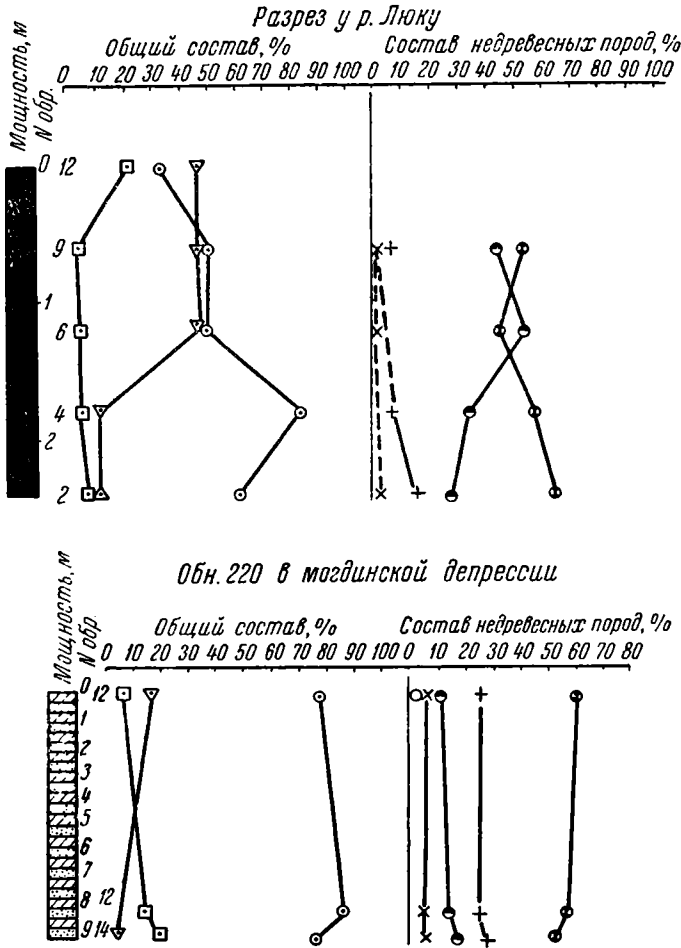 Разрез у р. Люку
Общий состав, %
Состав недревесных пород, %
Мощность, м
N обр.
0 10 20 30 40 50 60 70 80 90 100
0 10 20 30 40 50 60 70 80 90 100
0 12
9
1
6
4
2
2
Обн. 220 в могдинской депрессии
Общий состав, %
Состав недревесных пород, %
Мощность, м
N обр.
0 10 20 30 40 50 60 70 80 90 100
0 10 20 30 40 50 60 70 80
0 12
1
2
3
4
5
6
7
8 12
9 14